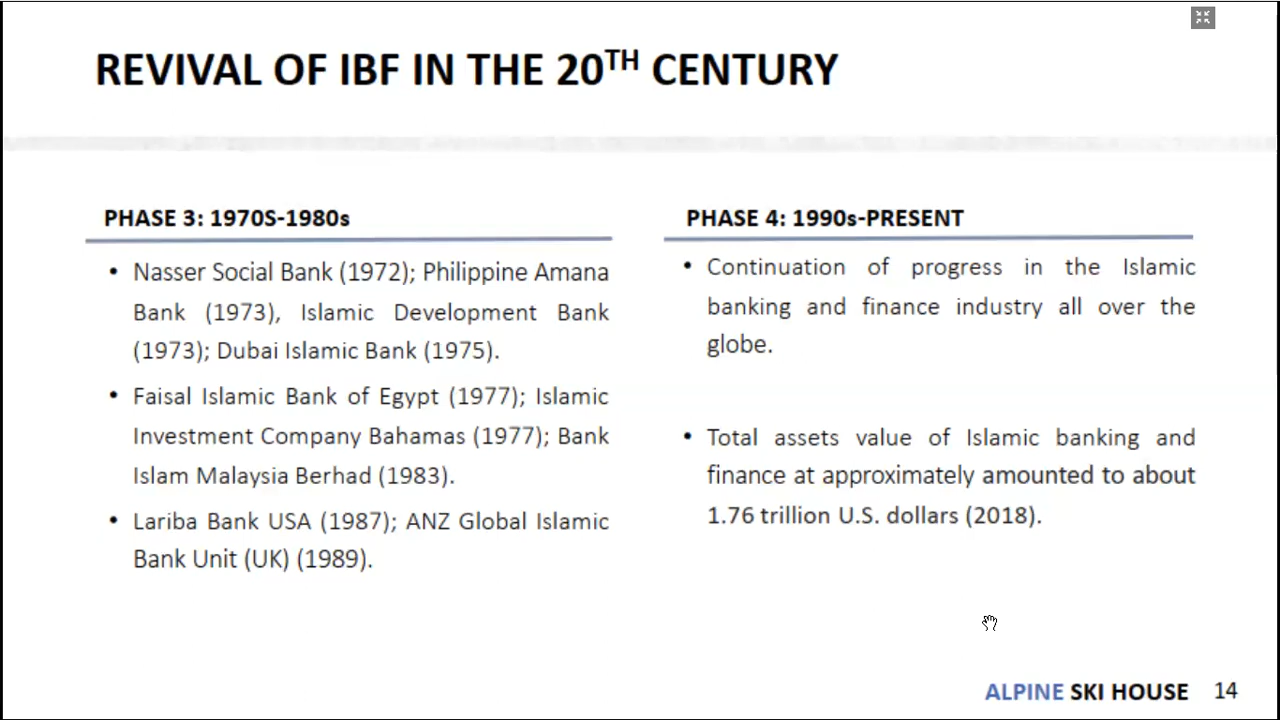 REVIVAL OF IBF IN THE 20TH CENTURY
PHASE 3: 1970S-1980s
• Nasser Social Bank (1972); Philippine Amana
Bank (1973), Islamic Development Bank
(1973); Dubai Islamic Bank (1975).
• Faisal Islamic Bank of Egypt (1977); Islamic
Investment Company Bahamas (1977); Bank
Islam Malaysia Berhad (1983).
• Lariba Bank USA (1987); ANZ Global Islamic
Bank Unit (UK) (1989).
PHASE 4: 1990s-PRESENT
• Continuation of progress in the Islamic
banking and finance industry all over the
globe.
• Total assets value of Islamic banking and
finance at approximately amounted to about
1.76 trillion U.S. dollars (2018).
ALPINE SKI HOUSE 14